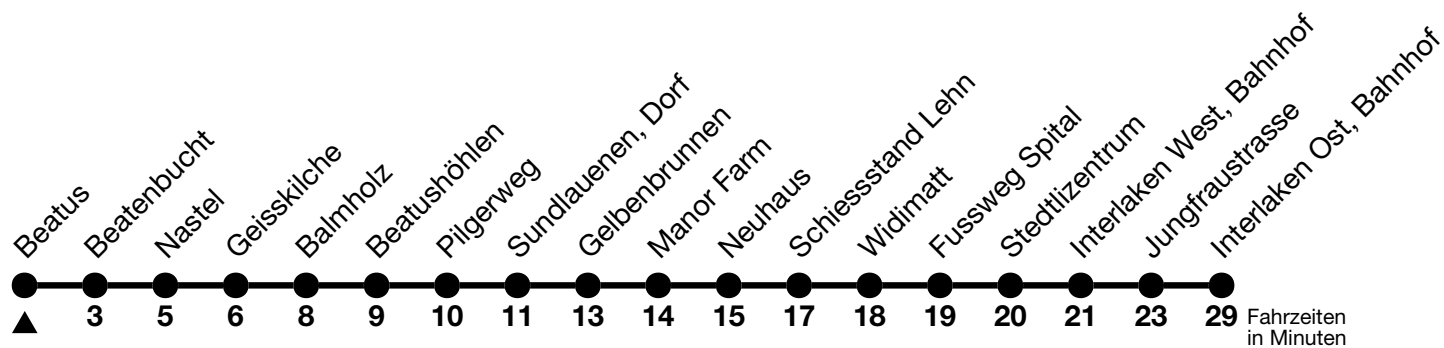 Beatus
Beatenbucht
Nastel
Geisskilche
Balmholz
Beatushöhlen
Pilgerweg
Sundlauenen, Dorf
Gelbenbrunnen
Manor Farm
Neuhaus
Schiessstand Lehn
Widimatt
Fussweg Spital
Stedtlizentrum
Interlaken West, Bahnhof
Jungfraustrasse
Interlaken Ost, Bahnhof
3 5 6 8 9 10 11 13 14 15 17 18 19 20 21 23 29
Fahrzeiten
in Minuten